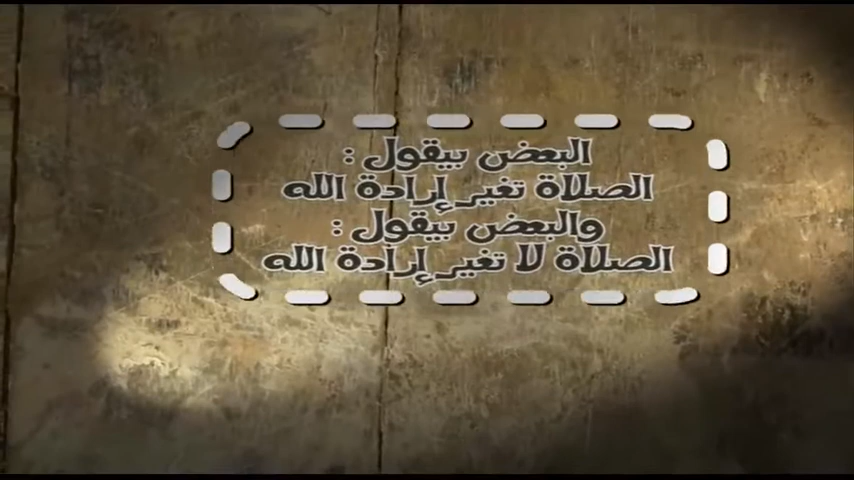 البعض بيقول :
الصلاة تغير إرادة الله
والبعض بيقول :
الصلاة لا تغير إرادة الله